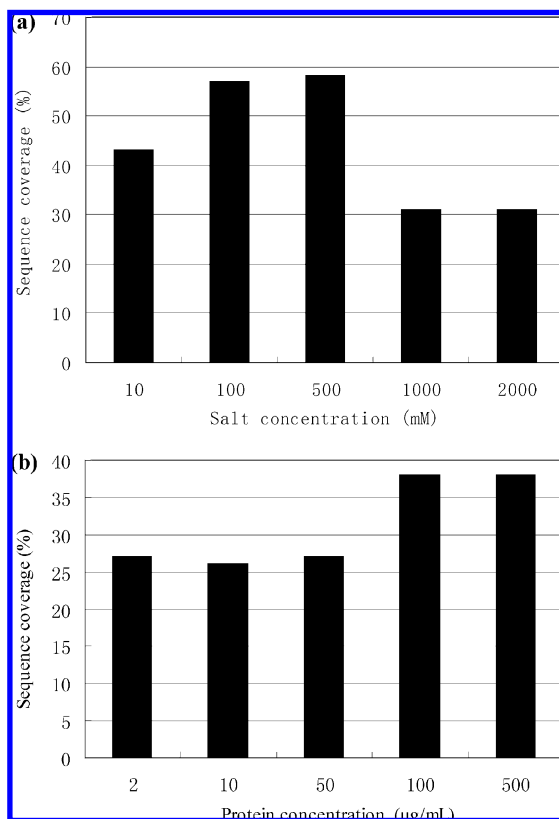 (a)
70
60
50
40
30
20
10
0
Sequence coverage (%)
10 100 500 1000 2000
Salt concentration (mM)
(b)
40
35
30
25
20
15
10
5
0
Sequence coverage (%)
2 10 50 100 500
Protein concentration (μg/mL)